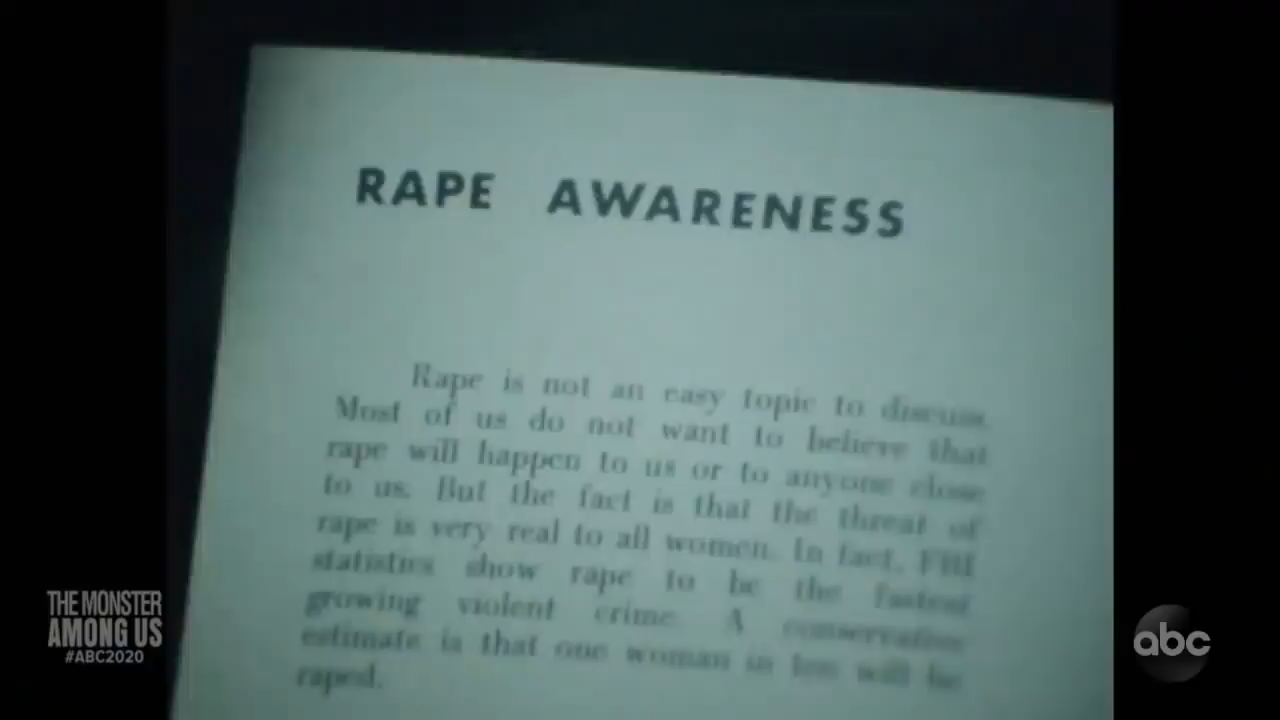 RAPE AWARENESS
Rape is not an easy topic to discuss.
Most of us do not want to believe that
rape will happen to us or to anyone close
to us. But the fact is that the threat of
rape is very real to all women. In fact, FBI
statistics show rape to be the fastest
growing violent crime. A conservative
estimate is that one woman in ten will be
raped.
THE MONSTER
AMONG US
#ABC2020
abc